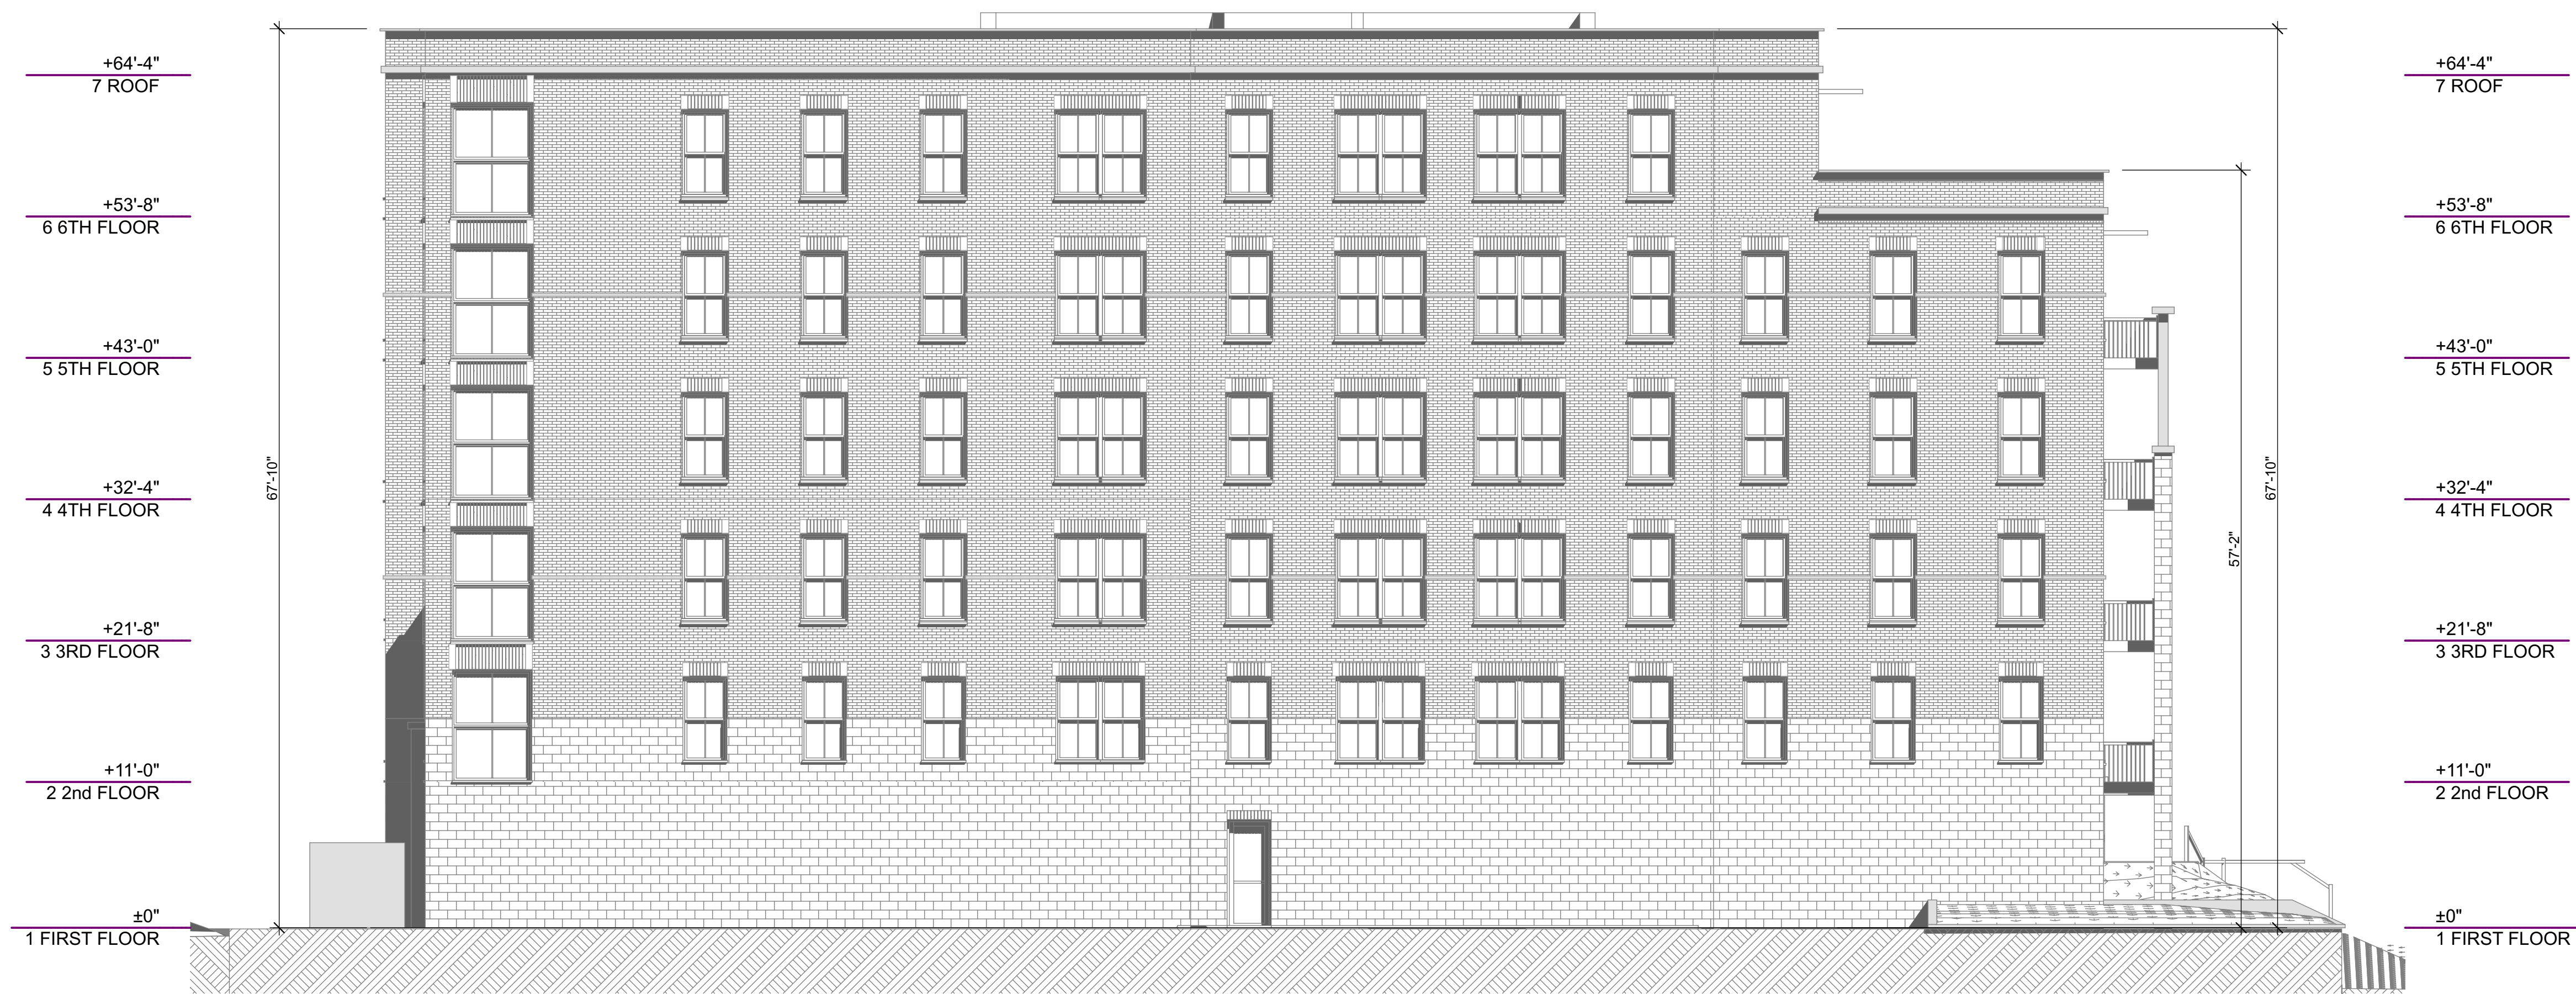 +64'-4"
7 ROOF
+53'-8"
6 6TH FLOOR
+43'-0"
5 5TH FLOOR
+32'-4"
4 4TH FLOOR
+21'-8"
3 3RD FLOOR
+11'-0"
2 2nd FLOOR
±0"
1 FIRST FLOOR
67'-10"
57'-2"
67'-10"
+64'-4"
7 ROOF
+53'-8"
6 6TH FLOOR
+43'-0"
5 5TH FLOOR
+32'-4"
4 4TH FLOOR
+21'-8"
3 3RD FLOOR
+11'-0"
2 2nd FLOOR
±0"
1 FIRST FLOOR